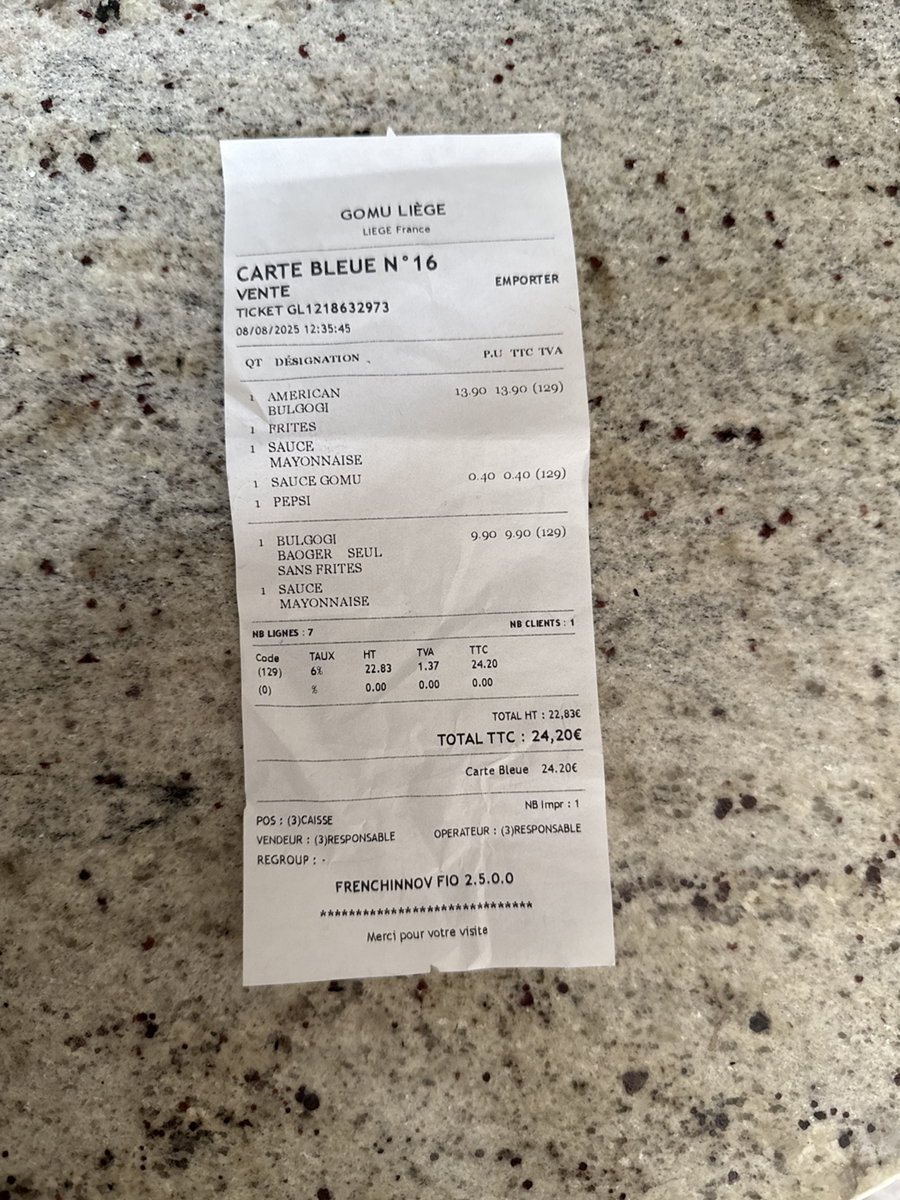 GOMU LIÈGE
LIEGE France
CARTE BLEUE N°16
VENTE EMPORTER
TICKET GL1218632973
08/08/2025 12:35:45
QT DÉSIGNATION P.U TTC TVA
1 AMERICAN 13.90 13.90 (129)
BULGOGI
1 FRITES
1 SAUCE
MAYONNAISE
1 SAUCE GOMU 0.40 0.40 (129)
1 PEPSI
1 BULGOGI 9.90 9.90 (129)
BAOGER SEUL
SANS FRITES
1 SAUCE
MAYONNAISE
NB LIGNES : 7 NB CLIENTS : 1
Code TAUX HT TVA TTC
(129) 6% 22.83 1.37 24.20
(0) % 0.00 0.00 0.00
TOTAL HT : 22,83€
TOTAL TTC : 24,20€
Carte Bleue 24.20€
NB Impr : 1
POS : (3)CAISSE
VENDEUR : (3)RESPONSABLE OPERATEUR : (3)RESPONSABLE
REGROUP : -
FRENCHINNOV FIO 2.5.0.0
******************************
Merci pour votre visite